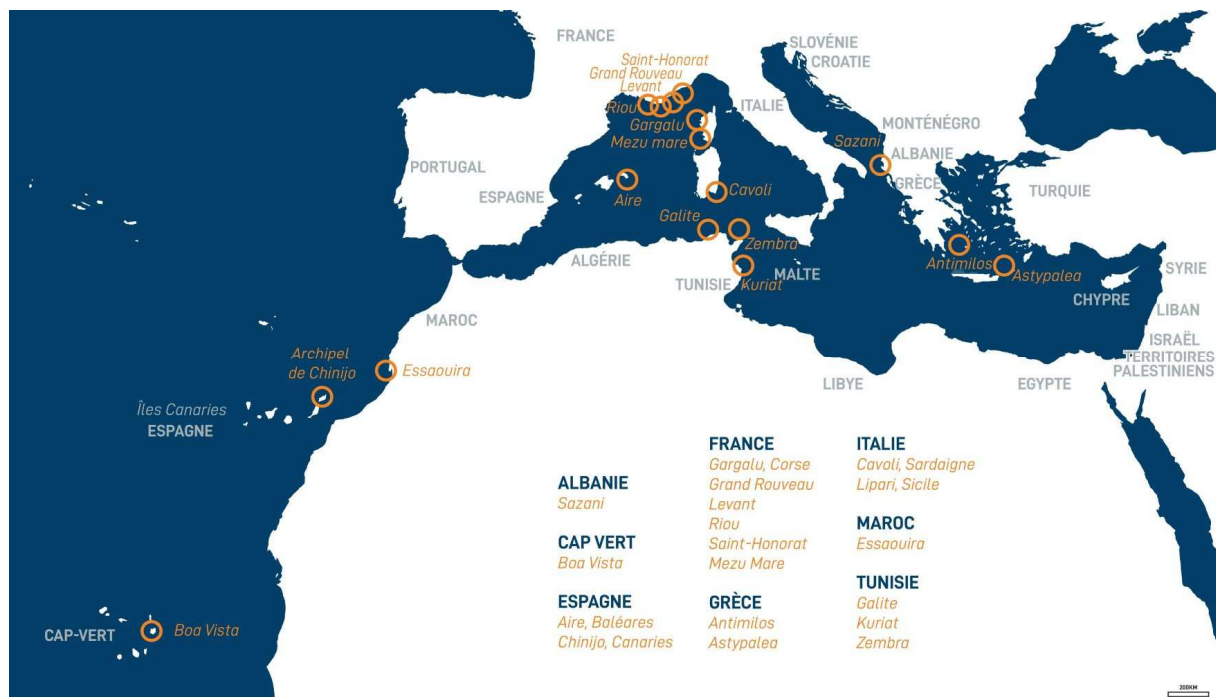 FRANCE
SLOVÉNIE
CROATIE
Saint-Honorat
Grand Rouveau
Levant
Riou
Gargalu
Mezu mare
ITALIE
MONTÉNÉGRO
Sazani
ALBANIE
GRÈCE
TURQUIE
PORTUGAL
ESPAGNE
Aire
Cavoli
Galite
Zembra
ALGÉRIE
TUNISIE
Kuriat
MALTE
Antimilos
Astypalea
SYRIE
CHYPRE
LIBAN
ISRAËL
TERRITOIRES
PALESTINIENS
MAROC
Archipel
de Chinijo
Essaouira
LIBYE
EGYPTE
Îles Canaries
ESPAGNE
CAP-VERT
Boa Vista
ALBANIE
Sazani
CAP VERT
Boa Vista
ESPAGNE
Aire, Baléares
Chinijo, Canaries
FRANCE
Gargalu, Corse
Grand Rouveau
Levant
Riou
Saint-Honorat
Mezu Mare
GRÈCE
Antimilos
Astypalea
ITALIE
Cavoli, Sardaigne
Lipari, Sicile
MAROC
Essaouira
TUNISIE
Galite
Kuriat
Zembra
200KM